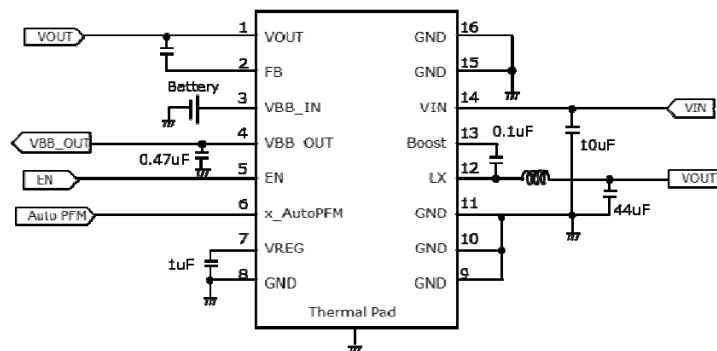 VOUT
1
VOUT
GND
16
2
FB
GND
15
Battery
3
VBB_IN
VIN
14
VIN
VBB_OUT
4
VBB OUT
Boost
13
0.1uF
10uF
0.47uF
EN
5
EN
LX
12
VOUT
Auto PFM
6
x_AutoPFM
GND
11
44uF
7
VREG
GND
10
1uF
8
GND
GND
9
Thermal Pad